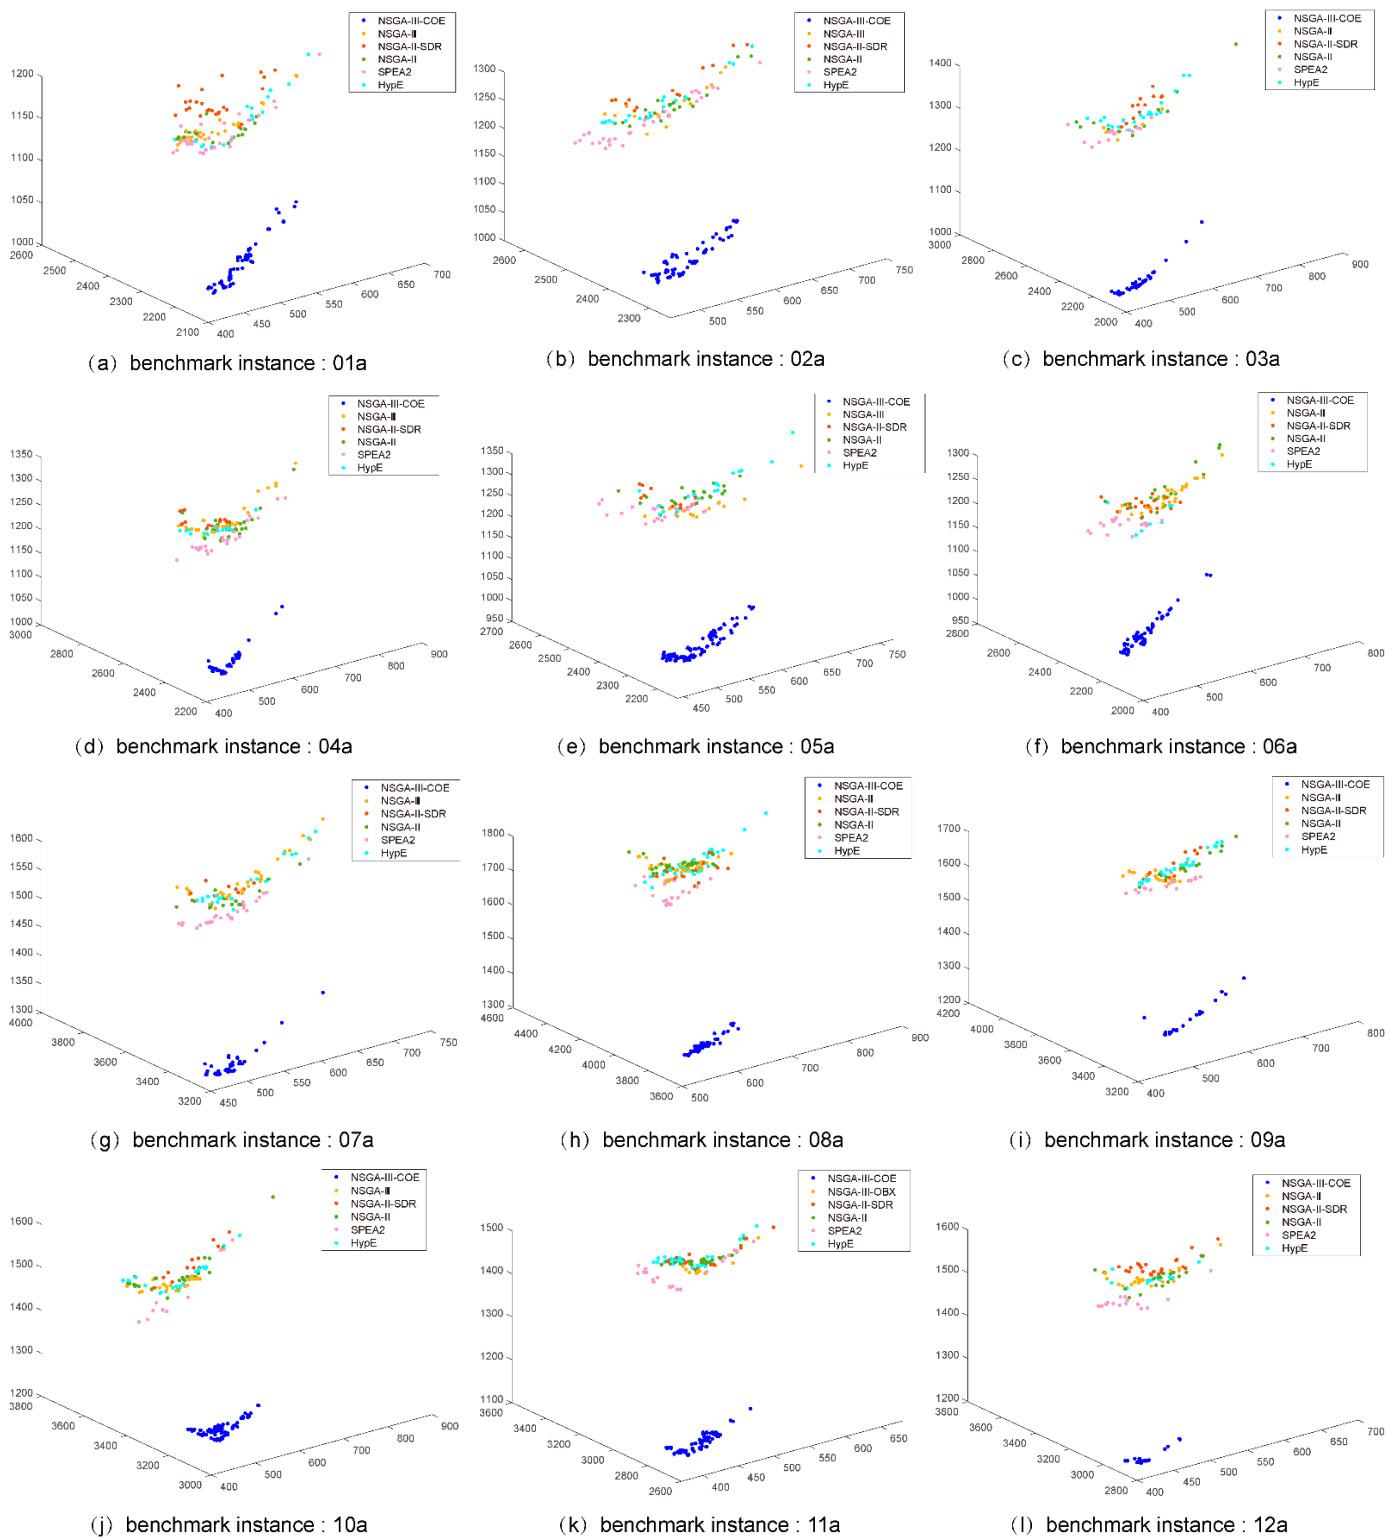 NSGA-III-COE
NSGA-III
NSGA-II-SDR
NSGA-II
SPEA2
HypE
1200
1150
1100
1050
1000
2600
2500
2400
2300
2200
2100
400
450
500
550
600
650
700
(a) benchmark instance : 01a
NSGA-III-COE
NSGA-III
NSGA-II-SDR
NSGA-II
SPEA2
HypE
1300
1250
1200
1150
1100
1050
1000
2600
2500
2400
2300
500
550
600
650
700
750
(b) benchmark instance : 02a
NSGA-III-COE
NSGA-II
NSGA-II-SDR
NSGA-II
SPEA2
HypE
1400
1300
1200
1100
1000
3000
2800
2600
2400
2200
2000
400
500
600
700
800
900
(c) benchmark instance : 03a
NSGA-III-COE
NSGA-III
NSGA-II-SDR
NSGA-II
SPEA2
HypE
1350
1300
1250
1200
1150
1100
1050
1000
3000
2800
2600
2400
2200
400
500
600
700
800
900
(d) benchmark instance : 04a
NSGA-III-COE
NSGA-III
NSGA-II-SDR
NSGA-II
SPEA2
HypE
1350
1300
1250
1200
1150
1100
1050
1000
950
2700
2600
2500
2400
2300
2200
450
500
550
600
650
700
750
(e) benchmark instance : 05a
NSGA-III-COE
NSGA-II
NSGA-II-SDR
NSGA-II
SPEA2
HypE
1300
1250
1200
1150
1100
1050
1000
950
2800
2600
2400
2200
2000
400
500
600
700
800
(f) benchmark instance : 06a
NSGA-III-COE
NSGA-III
NSGA-II-SDR
NSGA-II
SPEA2
HypE
1600
1550
1500
1450
1400
1350
1300
4000
3800
3600
3400
3200
450
500
550
600
650
700
750
(g) benchmark instance : 07a
NSGA-III-COE
NSGA-II
NSGA-II-SDR
NSGA-II
SPEA2
HypE
1800
1700
1600
1500
1400
1300
4600
4400
4200
4000
3800
3600
500
600
700
800
900
(h) benchmark instance : 08a
NSGA-III-COE
NSGA-II
NSGA-II-SDR
NSGA-II
SPEA2
HypE
1700
1600
1500
1400
1300
1200
4200
4000
3800
3600
3400
3200
400
500
600
700
800
(i) benchmark instance : 09a
NSGA-III-COE
NSGA-III
NSGA-II-SDR
NSGA-II
SPEA2
HypE
1600
1500
1400
1300
1200
3800
3600
3400
3200
3000
400
500
600
700
800
900
(j) benchmark instance : 10a
NSGA-III-COE
NSGA-III-OBX
NSGA-II-SDR
NSGA-II
SPEA2
HypE
1500
1400
1300
1200
1100
3600
3400
3200
3000
2800
2600
400
450
500
550
600
650
(k) benchmark instance : 11a
NSGA-III-COE
NSGA-II
NSGA-II-SDR
NSGA-II
SPEA2
HypE
1600
1500
1400
1300
1200
3800
3600
3400
3200
3000
2800
400
450
500
550
600
650
700
(l) benchmark instance : 12a